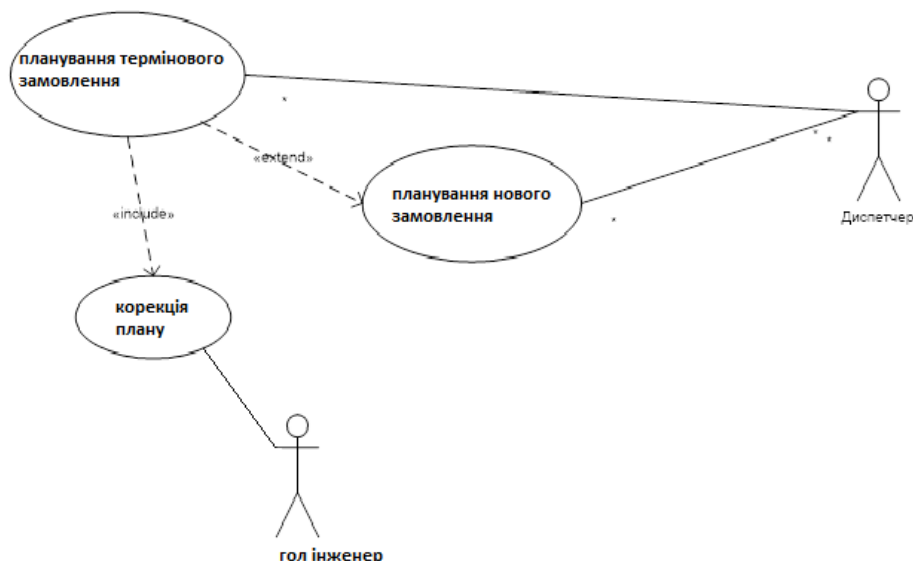 планування термінового
замовлення
*
«extend»
*
*
Диспетчер
планування нового
замовлення
*
«include»
корекція
плану
гол інженер